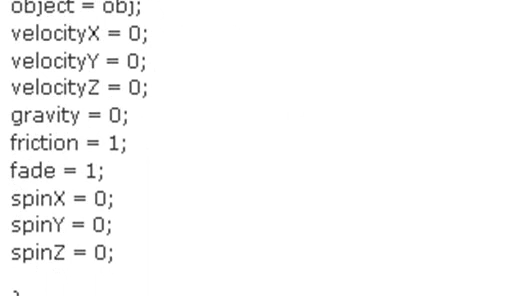 object = obj;
velocityX = 0;
velocityY = 0;
velocityZ = 0;
gravity = 0;
friction = 1;
fade = 1;
spinX = 0;
spinY = 0;
spinZ = 0;
}